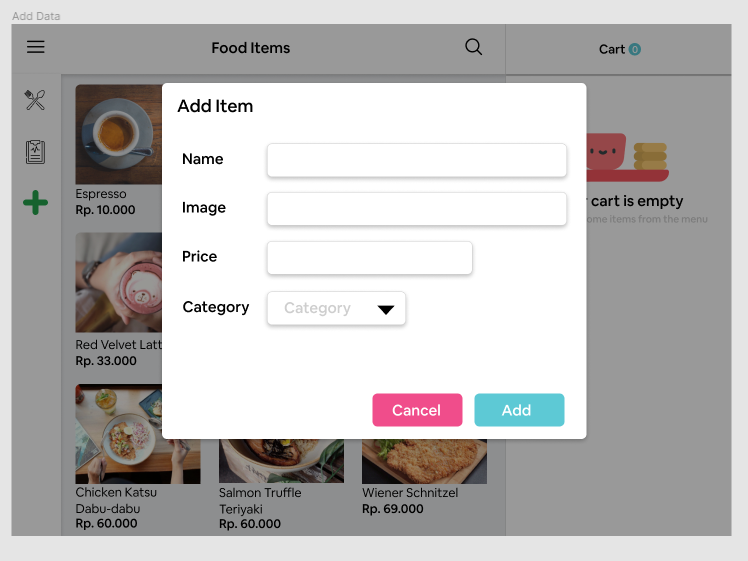 Add Data
Food Items
Cart 0
Add Item
Name
Image
Price
Category
Category
Cancel
Add
Espresso
Rp. 10.000
Red Velvet Latt
Rp. 33.000
Chicken Katsu
Dabu-dabu
Rp. 60.000
Salmon Truffle
Teriyaki
Rp. 60.000
Wiener Schnitzel
Rp. 69.000
cart is empty
some items from the menu